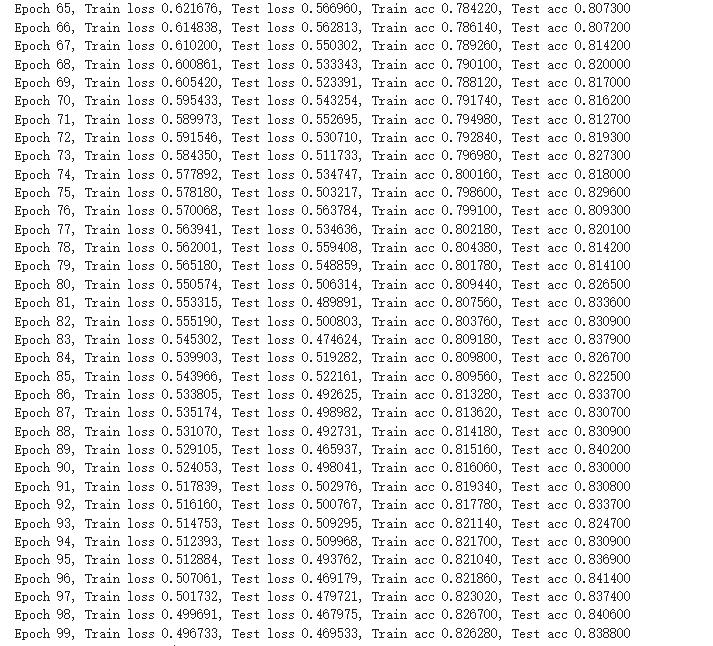 Epoch 65, Train loss 0.621676, Test loss 0.566960, Train acc 0.784220, Test acc 0.807300
Epoch 66, Train loss 0.614838, Test loss 0.562813, Train acc 0.786140, Test acc 0.807200
Epoch 67, Train loss 0.610200, Test loss 0.550302, Train acc 0.789260, Test acc 0.814200
Epoch 68, Train loss 0.600861, Test loss 0.533343, Train acc 0.790100, Test acc 0.820000
Epoch 69, Train loss 0.605420, Test loss 0.523391, Train acc 0.788120, Test acc 0.817000
Epoch 70, Train loss 0.595433, Test loss 0.543254, Train acc 0.791740, Test acc 0.816200
Epoch 71, Train loss 0.589973, Test loss 0.552695, Train acc 0.794980, Test acc 0.812700
Epoch 72, Train loss 0.591546, Test loss 0.530710, Train acc 0.792840, Test acc 0.819300
Epoch 73, Train loss 0.584350, Test loss 0.511733, Train acc 0.796980, Test acc 0.827300
Epoch 74, Train loss 0.577892, Test loss 0.534747, Train acc 0.800160, Test acc 0.818000
Epoch 75, Train loss 0.578180, Test loss 0.503217, Train acc 0.798600, Test acc 0.829600
Epoch 76, Train loss 0.570068, Test loss 0.563784, Train acc 0.799100, Test acc 0.809300
Epoch 77, Train loss 0.563941, Test loss 0.534636, Train acc 0.802180, Test acc 0.820100
Epoch 78, Train loss 0.562001, Test loss 0.559408, Train acc 0.804380, Test acc 0.814200
Epoch 79, Train loss 0.565180, Test loss 0.548859, Train acc 0.801780, Test acc 0.814100
Epoch 80, Train loss 0.550574, Test loss 0.506314, Train acc 0.809440, Test acc 0.826500
Epoch 81, Train loss 0.553315, Test loss 0.489891, Train acc 0.807560, Test acc 0.833600
Epoch 82, Train loss 0.555190, Test loss 0.500803, Train acc 0.803760, Test acc 0.830900
Epoch 83, Train loss 0.545302, Test loss 0.474624, Train acc 0.809180, Test acc 0.837900
Epoch 84, Train loss 0.539903, Test loss 0.519282, Train acc 0.809800, Test acc 0.826700
Epoch 85, Train loss 0.543966, Test loss 0.522161, Train acc 0.809560, Test acc 0.822500
Epoch 86, Train loss 0.533805, Test loss 0.492625, Train acc 0.813280, Test acc 0.833700
Epoch 87, Train loss 0.535174, Test loss 0.498982, Train acc 0.813620, Test acc 0.830700
Epoch 88, Train loss 0.531070, Test loss 0.492731, Train acc 0.814180, Test acc 0.830900
Epoch 89, Train loss 0.529105, Test loss 0.465937, Train acc 0.815160, Test acc 0.840200
Epoch 90, Train loss 0.524053, Test loss 0.498041, Train acc 0.816060, Test acc 0.830000
Epoch 91, Train loss 0.517839, Test loss 0.502976, Train acc 0.819340, Test acc 0.830800
Epoch 92, Train loss 0.516160, Test loss 0.500767, Train acc 0.817780, Test acc 0.833700
Epoch 93, Train loss 0.514753, Test loss 0.509295, Train acc 0.821140, Test acc 0.824700
Epoch 94, Train loss 0.512393, Test loss 0.509968, Train acc 0.821700, Test acc 0.830900
Epoch 95, Train loss 0.512884, Test loss 0.493762, Train acc 0.821040, Test acc 0.836900
Epoch 96, Train loss 0.507061, Test loss 0.469179, Train acc 0.821860, Test acc 0.841400
Epoch 97, Train loss 0.501732, Test loss 0.479721, Train acc 0.823020, Test acc 0.837400
Epoch 98, Train loss 0.499691, Test loss 0.467975, Train acc 0.826700, Test acc 0.840600
Epoch 99, Train loss 0.496733, Test loss 0.469533, Train acc 0.826280, Test acc 0.838800